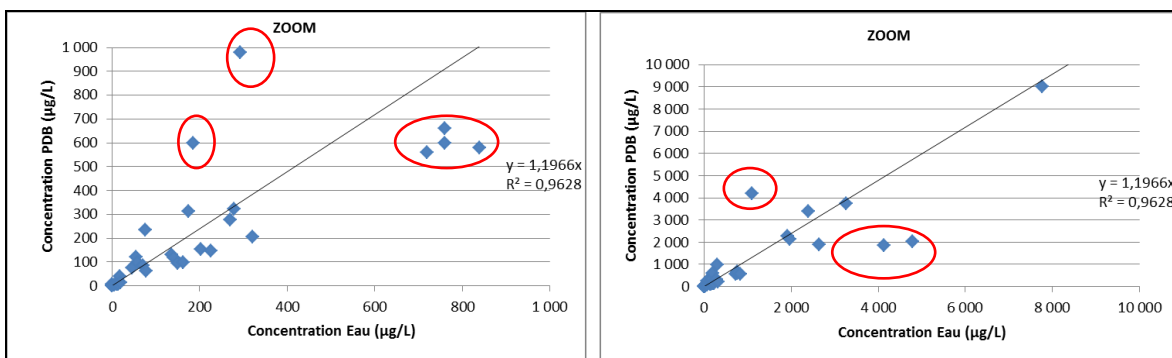 ZOOM
1 000
900
800
700
600
500
400
300
200
100
0
Concentration PDB (µg/L)
y = 1,1966x
R² = 0,9628
0 200 400 600 800 1 000
Concentration Eau (µg/L)
ZOOM
10 000
9 000
8 000
7 000
6 000
5 000
4 000
3 000
2 000
1 000
0
Concentration PDB (µg/L)
y = 1,1966x
R² = 0,9628
0 2 000 4 000 6 000 8 000 10 000
Concentration Eau (µg/L)